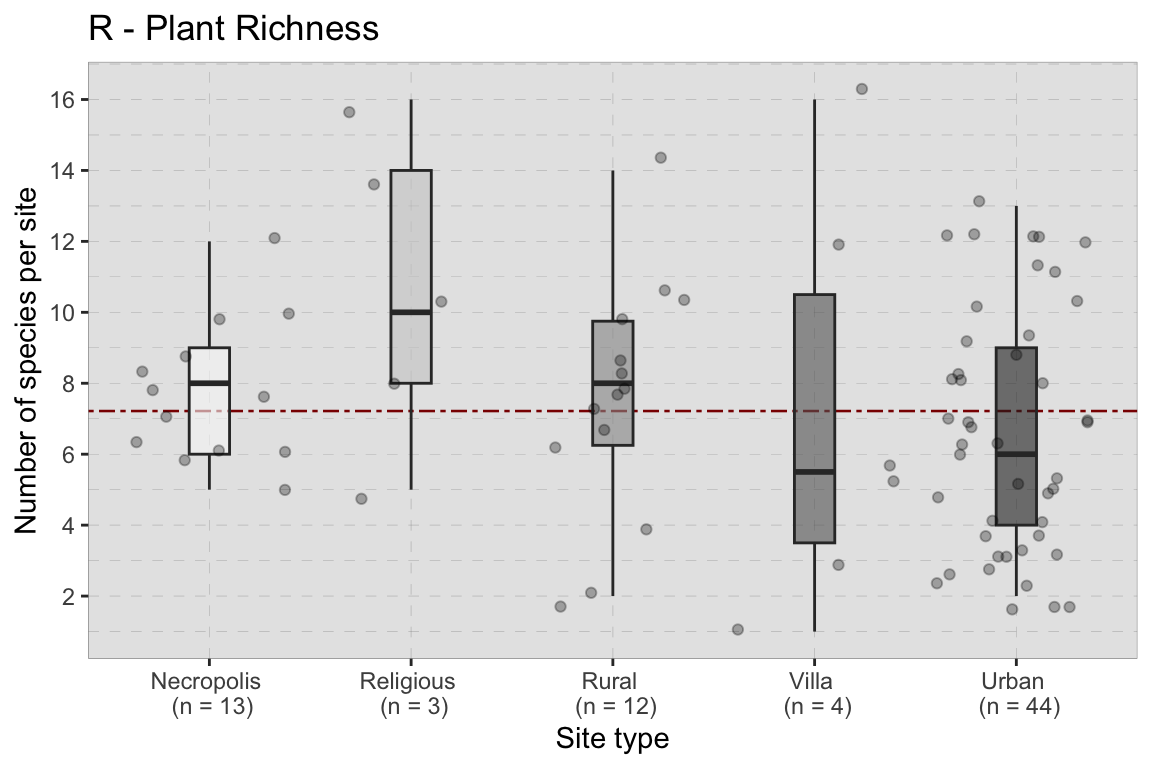 R - Plant Richness
Number of species per site
16
14
12
10
8
6
4
2
Necropolis Religious Rural Villa Urban
(n = 13) (n = 3) (n = 12) (n = 4) (n = 44)
Site type